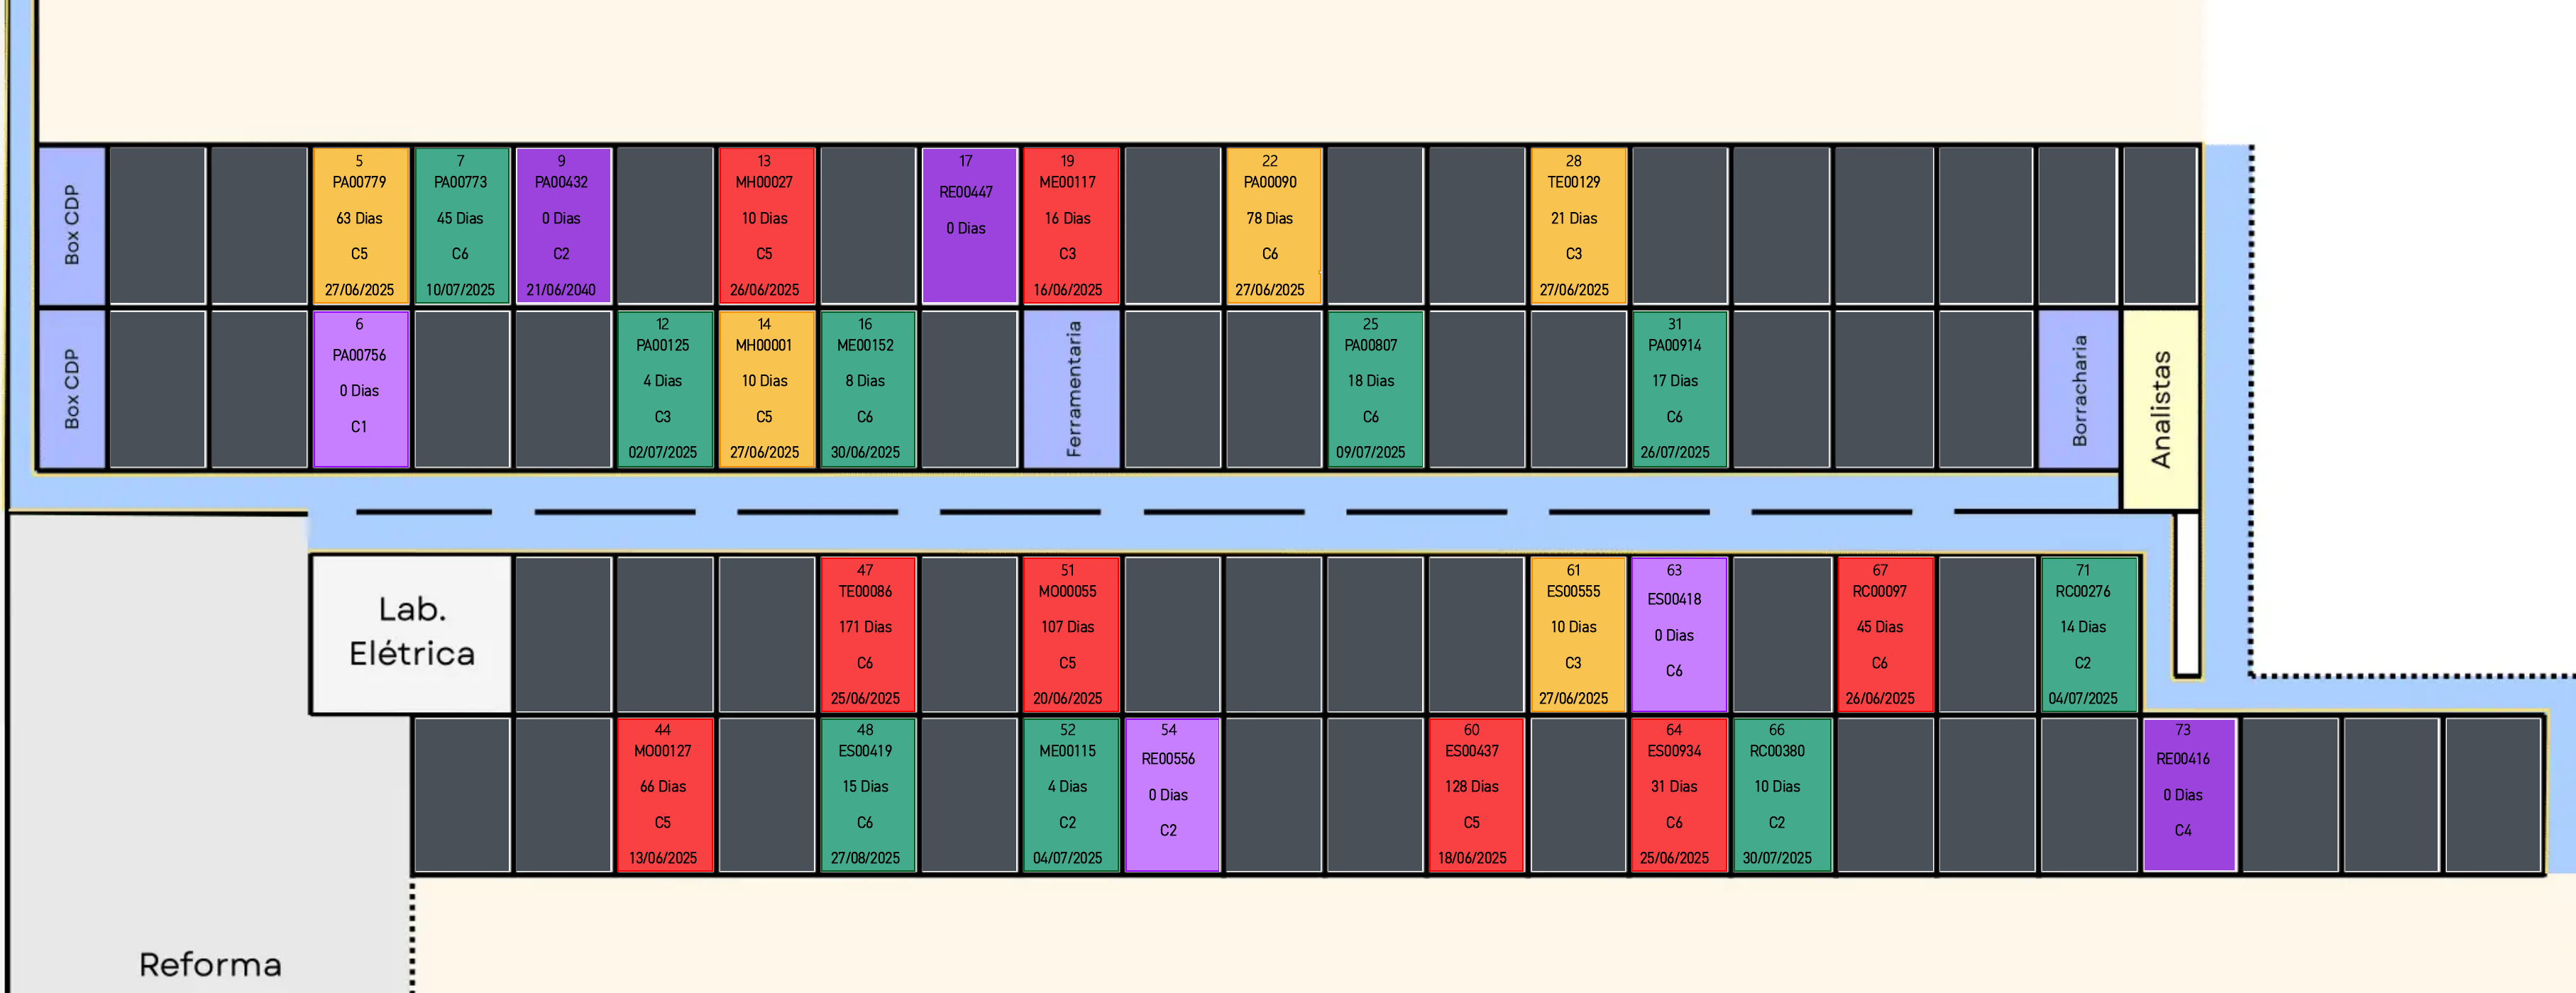 Box CDP
5
PA00779
63 Dias
C5
27/06/2025
7
PA00773
45 Dias
C6
10/07/2025
9
PA00432
0 Dias
C2
21/06/2040
13
MH00027
10 Dias
C5
26/06/2025
17
RE00447
0 Dias
19
ME00117
16 Dias
C3
16/06/2025
22
PA00090
78 Dias
C6
27/06/2025
28
TE00129
21 Dias
C3
27/06/2025
Box CDP
6
PA00756
0 Dias
C1
12
PA00125
4 Dias
C3
02/07/2025
14
MH00001
10 Dias
C5
27/06/2025
16
ME00152
8 Dias
C6
30/06/2025
Ferramentaria
25
PA00807
18 Dias
C6
09/07/2025
31
PA00914
17 Dias
C6
26/07/2025
Borracharia
Analistas
Lab.
Elétrica
47
TE00086
171 Dias
C6
25/06/2025
51
MO00055
107 Dias
C5
20/06/2025
61
ES00555
10 Dias
C3
27/06/2025
63
ES00418
0 Dias
C6
67
RC00097
45 Dias
C6
26/06/2025
71
RC00276
14 Dias
C2
04/07/2025
44
MO00127
66 Dias
C5
13/06/2025
48
ES00419
15 Dias
C6
27/08/2025
52
ME00115
4 Dias
C2
04/07/2025
54
RE00556
0 Dias
C2
60
ES00437
128 Dias
C5
18/06/2025
64
ES00934
31 Dias
C6
25/06/2025
66
RC00380
10 Dias
C2
30/07/2025
73
RE00416
0 Dias
C4
Reforma